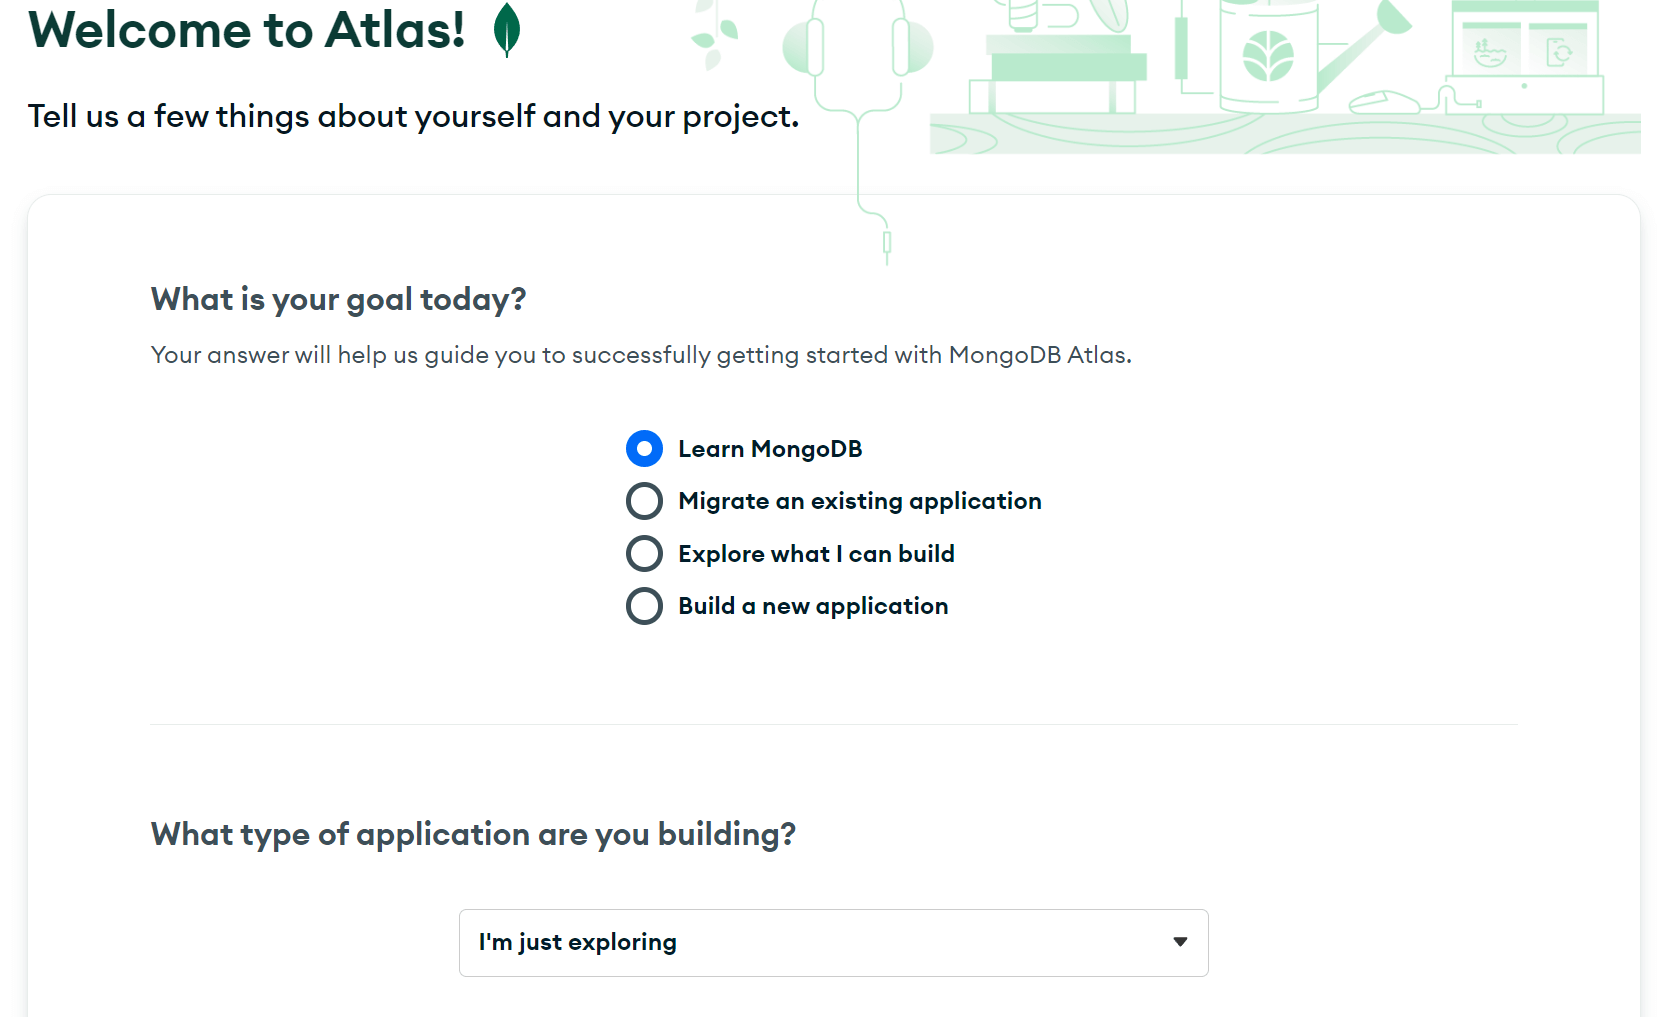 Welcome to Atlas!
Tell us a few things about yourself and your project.
What is your goal today?
Your answer will help us guide you to successfully getting started with MongoDB Atlas.
Learn MongoDB
Migrate an existing application
Explore what I can build
Build a new application
What type of application are you building?
I'm just exploring